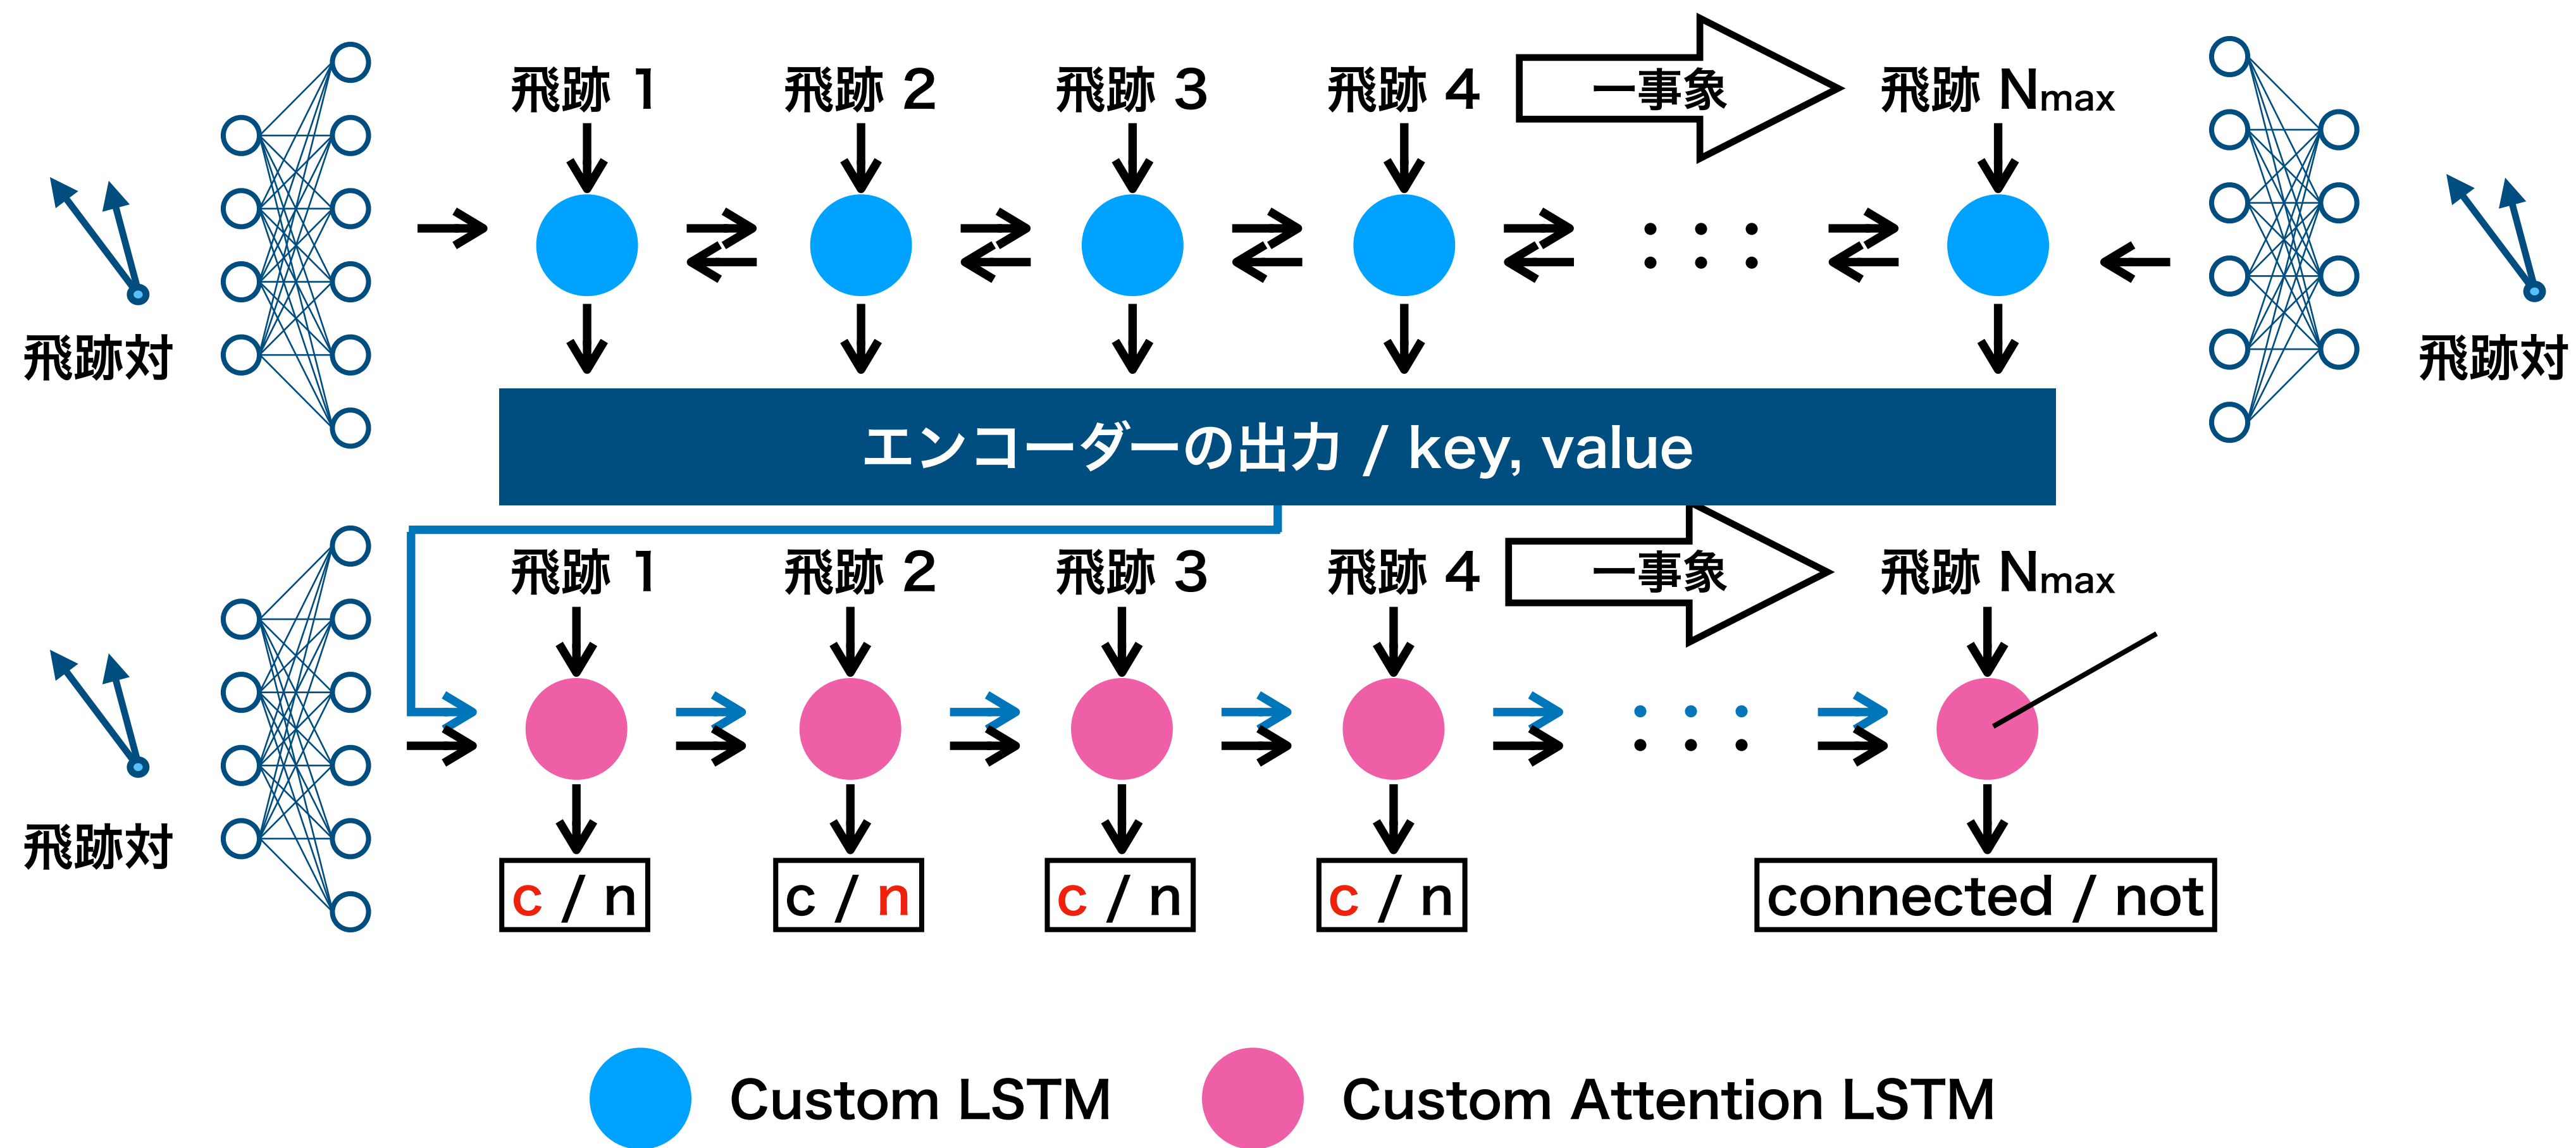 飛跡 1
飛跡 2
飛跡 3
飛跡 4
一事象
飛跡 Nmax
飛跡対
飛跡対
エンコーダーの出力 / key, value
飛跡 1
飛跡 2
飛跡 3
飛跡 4
一事象
飛跡 Nmax
飛跡対
c / n
c / n
c / n
c / n
connected / not
Custom LSTM
Custom Attention LSTM